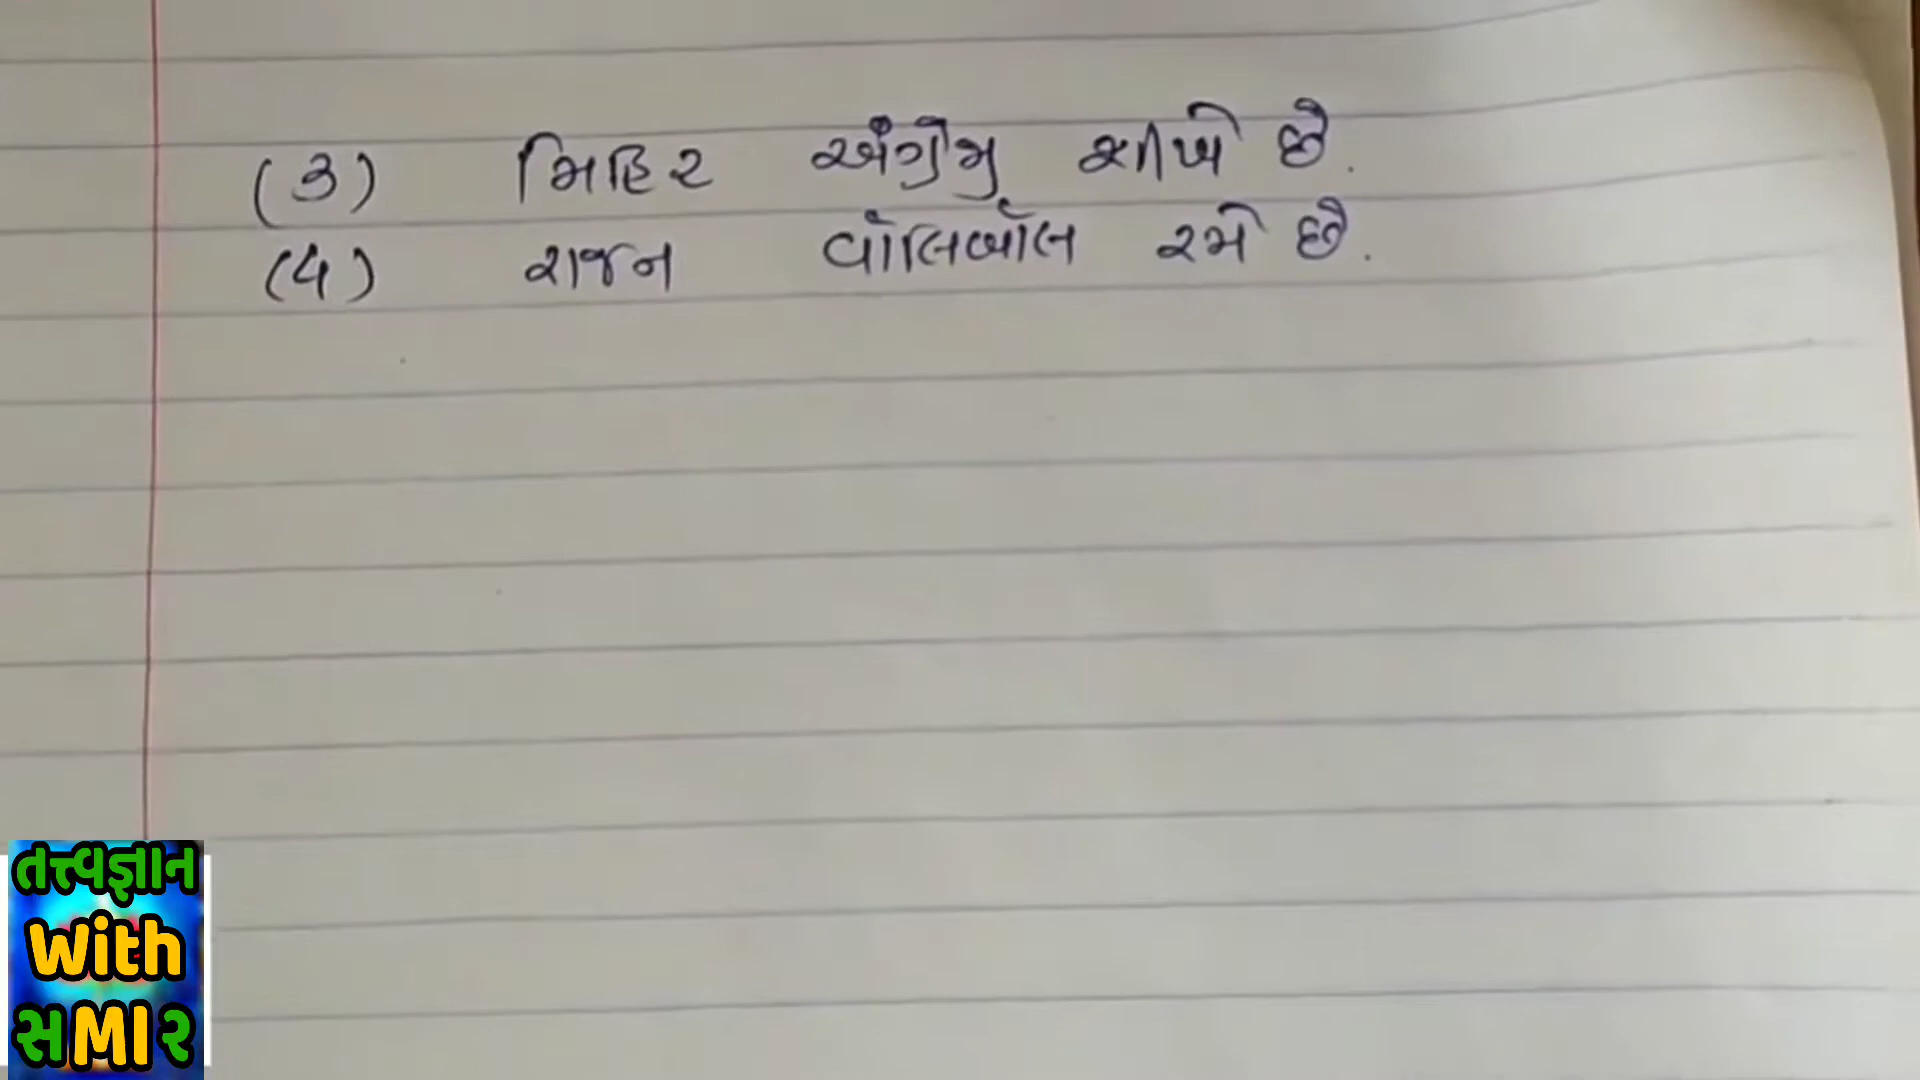 (3) મિહિર અંગ્રેજી શીખે છે.
(4) રાજન વૉલિબૉલ રમે છે.
તત્ત્વજ્ઞાન
With
સMIર